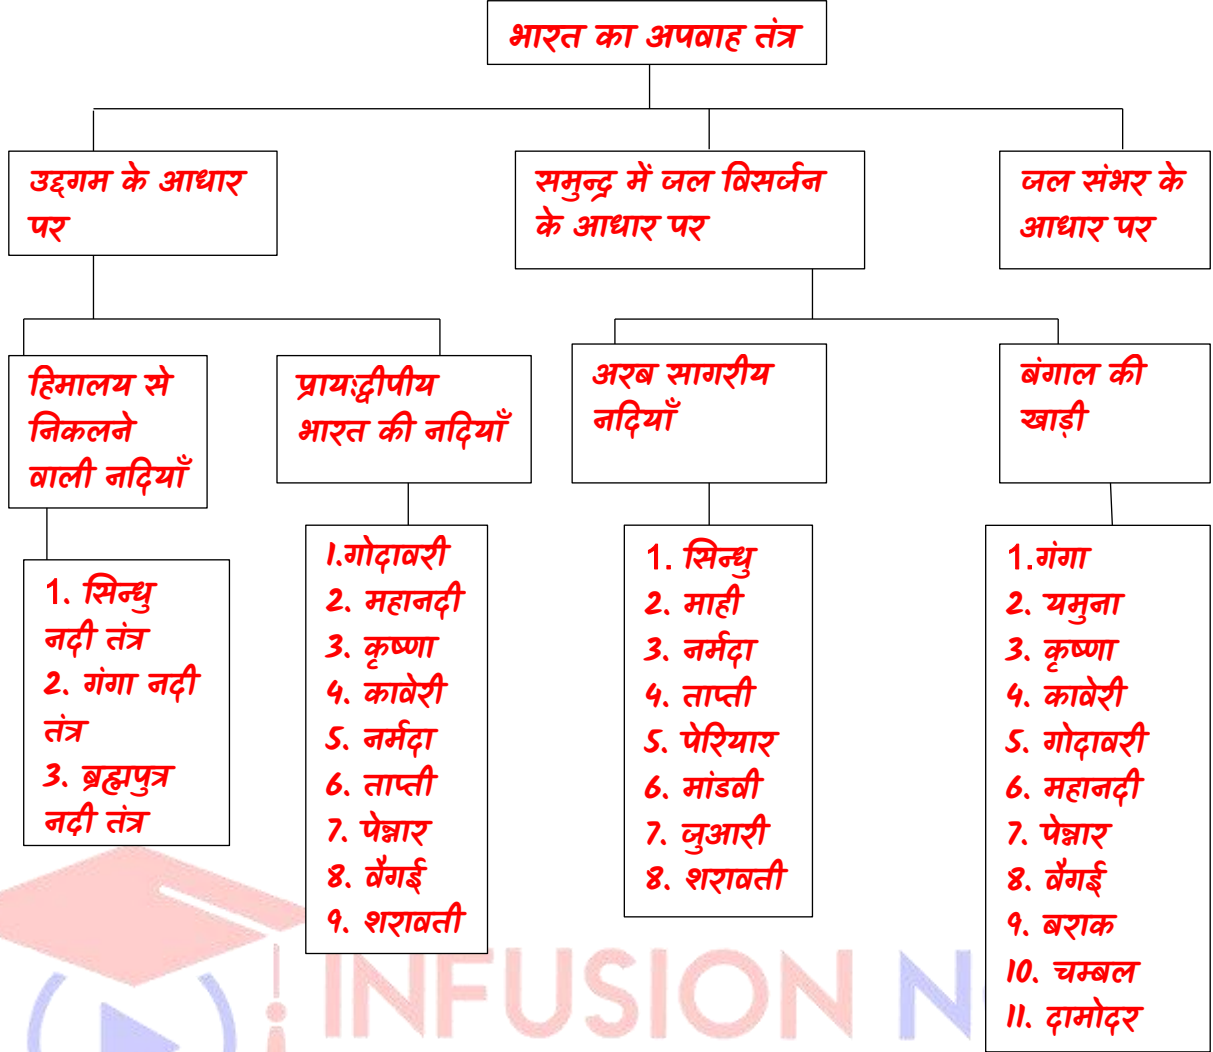 भारत का अपवाह तंत्र
उद्दगम के आधार
पर
समुन्द्र में जल विसर्जन
के आधार पर
जल संभर के
आधार पर
हिमालय से
निकलने
वाली नदियाँ
प्रायःद्वीपीय
भारत की नदियाँ
अरब सागरीय
नदियाँ
बंगाल की
खाड़ी
1. सिन्धु
नदी तंत्र
2. गंगा नदी
तंत्र
3. ब्रह्मपुत्र
नदी तंत्र
1.गोदावरी
2. महानदी
3. कृष्णा
4. कावेरी
5. नर्मदा
6. ताप्ती
7. पेन्नार
8. वैगई
9. शरावती
1. सिन्धु
2. माही
3. नर्मदा
4. ताप्ती
5. पेरियार
6. मांडवी
7. जुआरी
8. शरावती
1.गंगा
2. यमुना
3. कृष्णा
4. कावेरी
5. गोदावरी
6. महानदी
7. पेन्नार
8. वैगई
9. बराक
10. चम्बल
11. दामोदर
INFUSION N